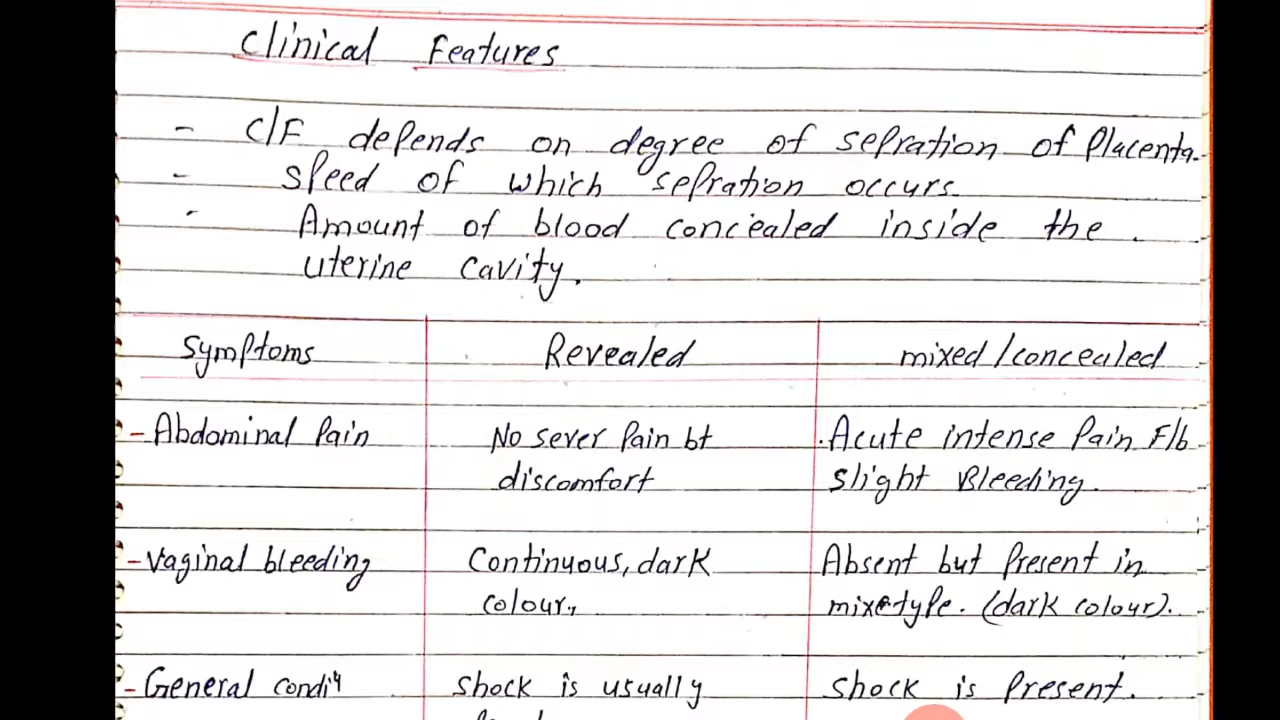 Clinical Features
- C/F depends on degree of sepration of Placenta.
- speed of which sepration occurs.
- Amount of blood concealed inside the
uterine cavity.
Symptoms Revealed mixed/concealed
- Abdominal Pain No sever Pain bt Acute intense Pain F/b
discomfort slight Bleeding.
- Vaginal bleeding Continuous, dark Absent but Present in
colour, mixetype. (dark colour).
- General shock is usually shock is Present.